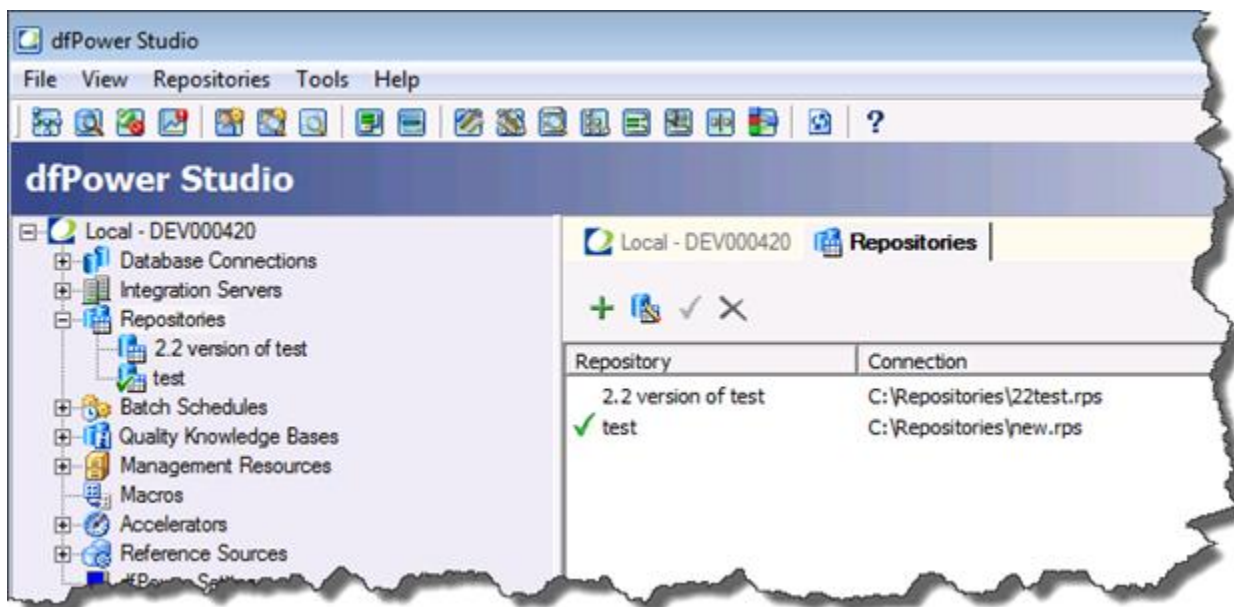 dfPower Studio
File View Repositories Tools Help
?
dfPower Studio
Local - DEV000420
Database Connections
Integration Servers
Repositories
2.2 version of test
test
Batch Schedules
Quality Knowledge Bases
Management Resources
Macros
Accelerators
Reference Sources
dfPower
Local - DEV000420 Repositories
Repository Connection
2.2 version of test C:\Repositories\22test.rps
test C:\Repositories\new.rps